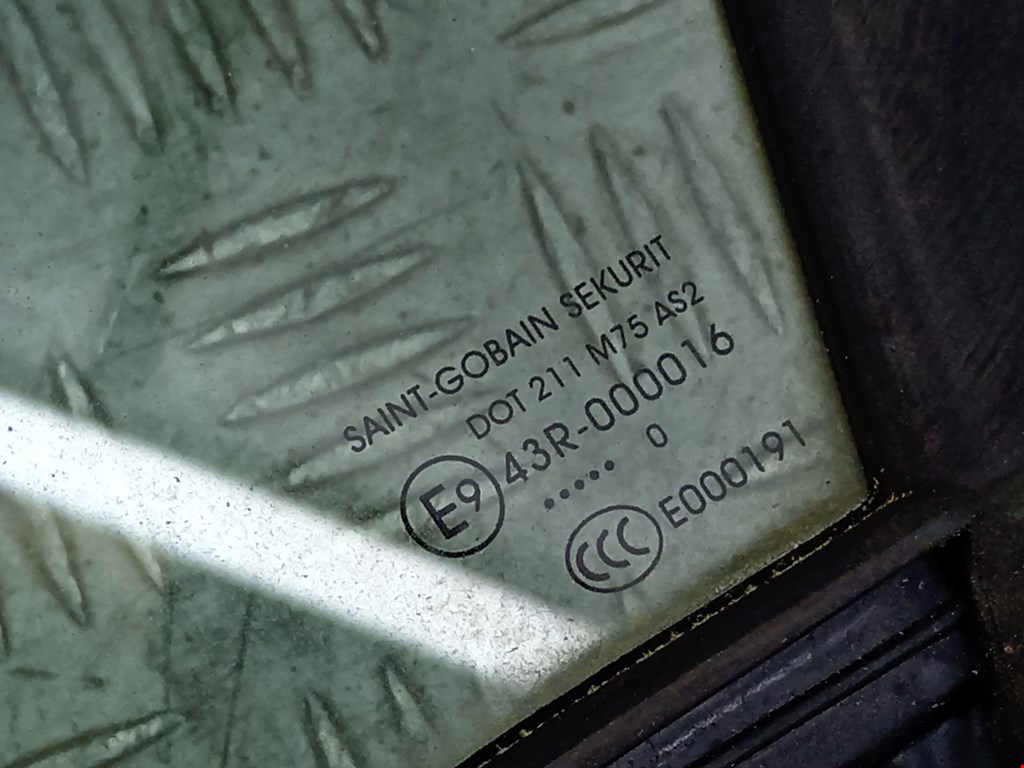 SAINT-GOBAIN SEKURIT
DOT 211 M75 AS2
E9 43R-000016
..... 0
CCC E000191